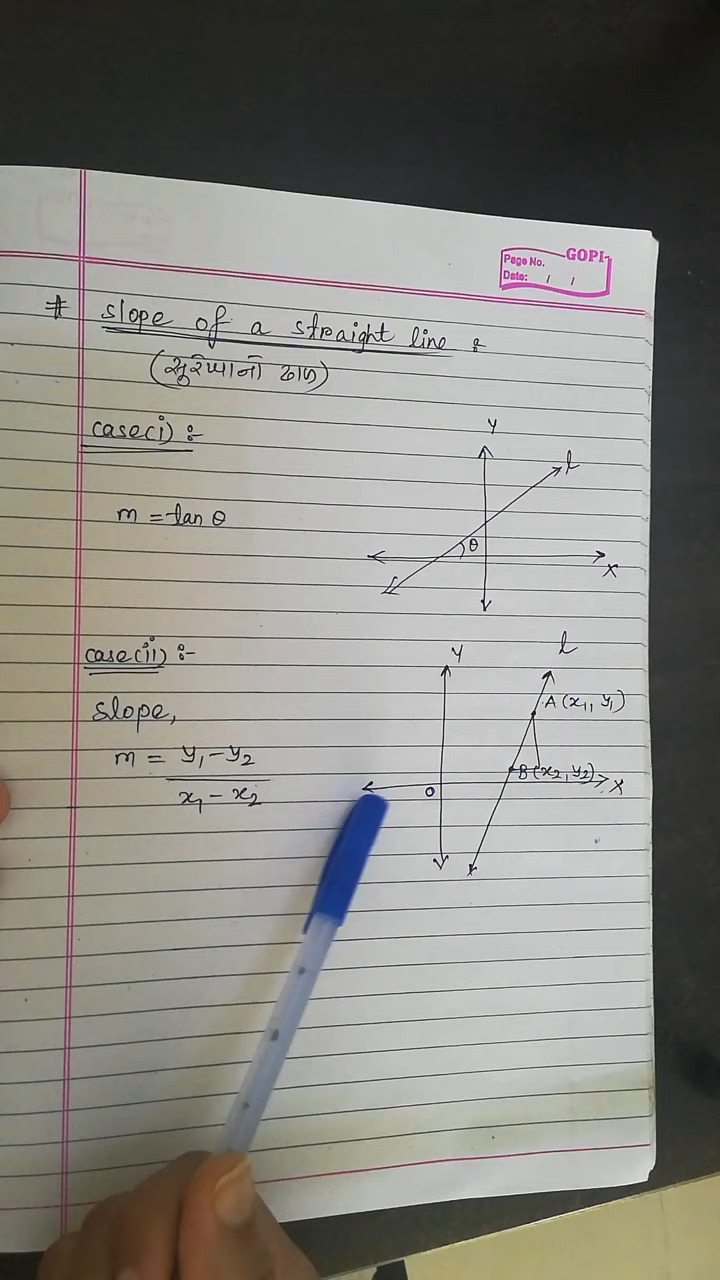 GOPI
Page No.
Date: / /
# Slope of a straight line :
(સુરેખાનો ઢાળ)
case(i) :-
m = tan θ
Y
l
θ
X
case(ii) :-
slope,
m = y₁ - y₂
x₁ - x₂
Y
l
A (x₁, y₁)
B (x₂, y₂)
X
O